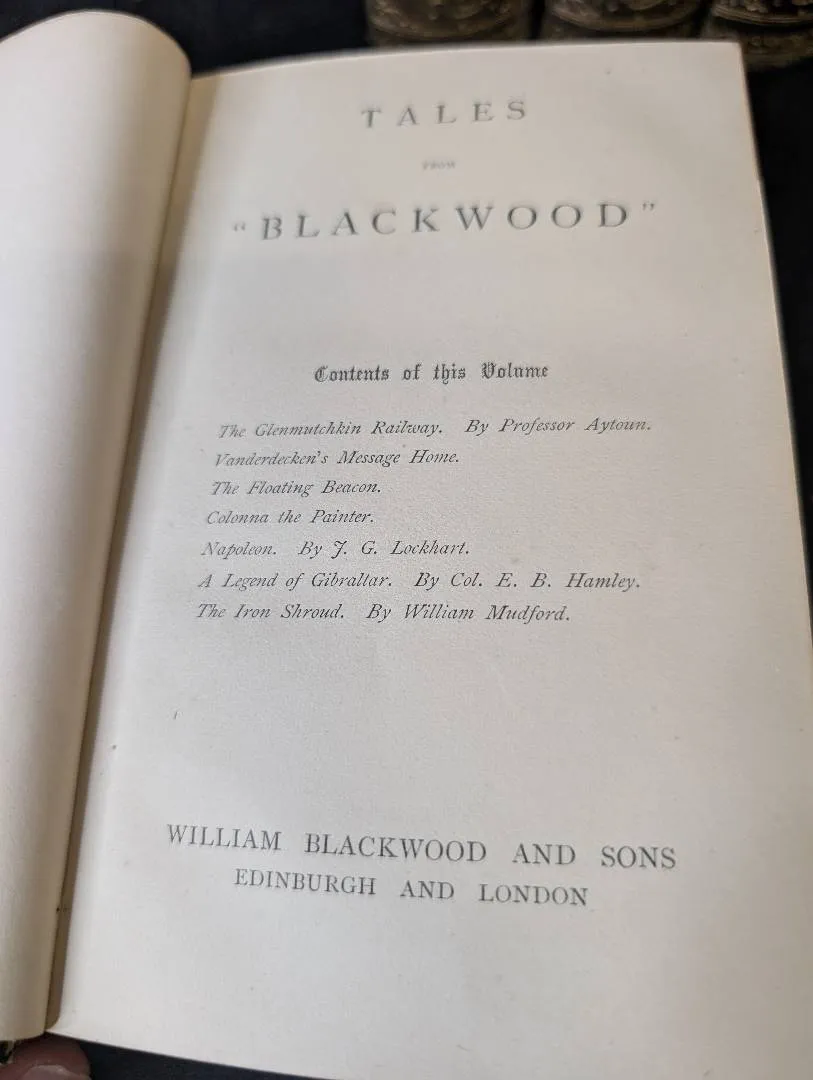 TALES
FROM
"BLACKWOOD"
Contents of this Volume
The Glenmutchkin Railway. By Professor Aytoun.
Vanderdecken's Message Home.
The Floating Beacon.
Colonna the Painter.
Napoleon. By J. G. Lockhart.
A Legend of Gibraltar. By Col. E. B. Hamley.
The Iron Shroud. By William Mudford.
WILLIAM BLACKWOOD AND SONS
EDINBURGH AND LONDON